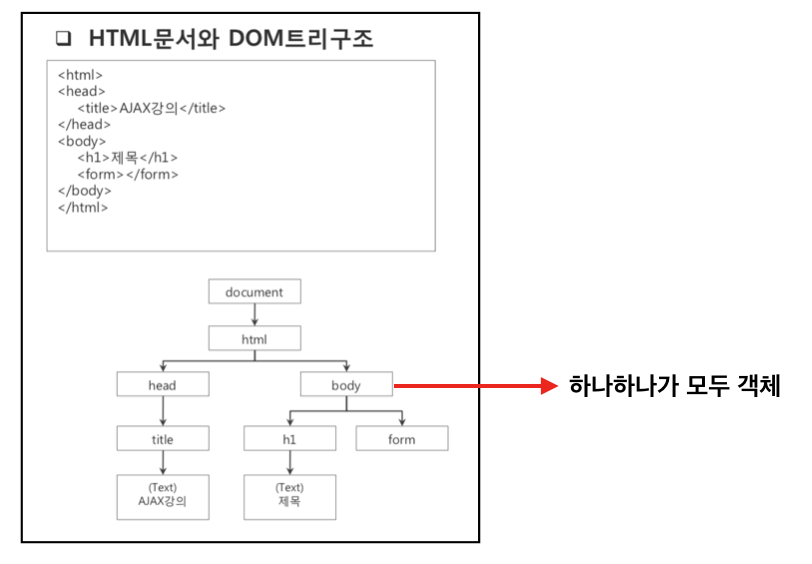 ❏ HTML문서와 DOM트리구조
<html>
<head>
<title>AJAX강의</title>
</head>
<body>
<h1>제목</h1>
<form></form>
</body>
</html>
document
html
head
body
하나하나가 모두 객체
title
h1
form
(Text)
AJAX강의
(Text)
제목